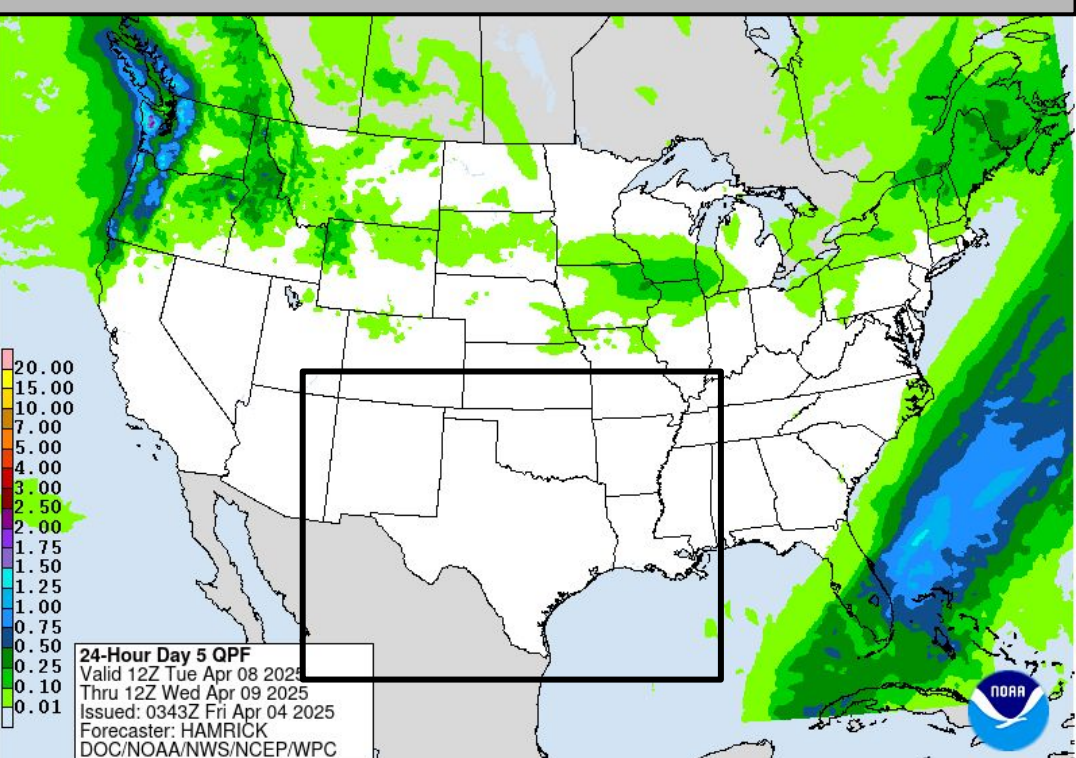 20.00
15.00
10.00
7.00
5.00
4.00
3.00
2.50
2.00
1.75
1.50
1.25
1.00
0.75
0.50
0.25
0.10
0.01
24-Hour Day 5 QPF
Valid 12Z Tue Apr 08 2025
Thru 12Z Wed Apr 09 2025
Issued: 0343Z Fri Apr 04 2025
Forecaster: HAMRICK
DOC/NOAA/NWS/NCEP/WPC
NOAA